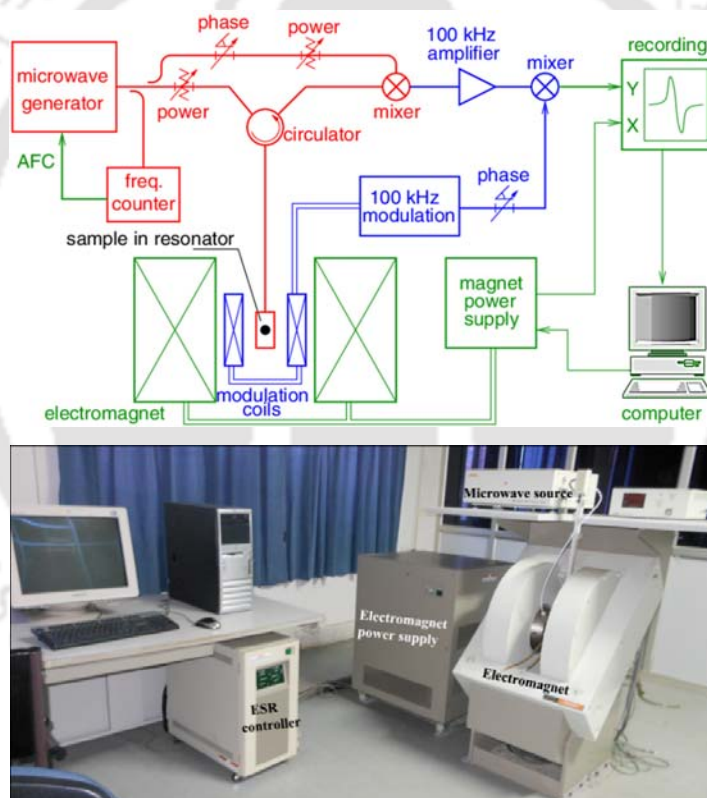 phase
power
100 kHz
amplifier
recording
microwave
generator
power
mixer
mixer
Y
X
circulator
AFC
freq.
counter
100 kHz
modulation
phase
sample in resonator
magnet
power
supply
modulation
coils
electromagnet
computer
Microwave source
Electromagnet
power supply
Electromagnet
ESR
controller